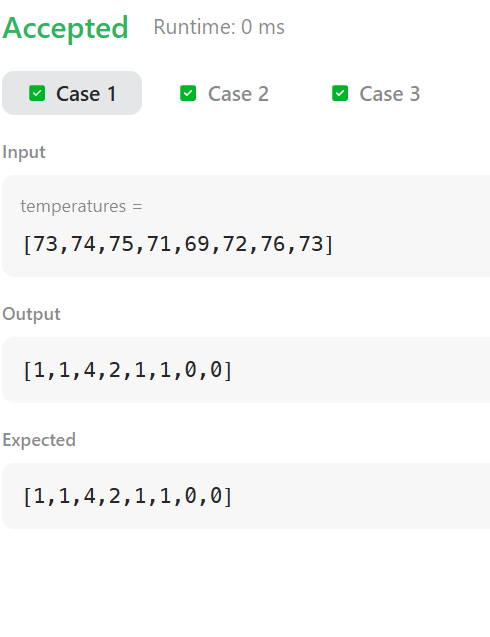 Accepted Runtime: 0 ms
Case 1 Case 2 Case 3
Input
temperatures =
[73,74,75,71,69,72,76,73]
Output
[1,1,4,2,1,1,0,0]
Expected
[1,1,4,2,1,1,0,0]